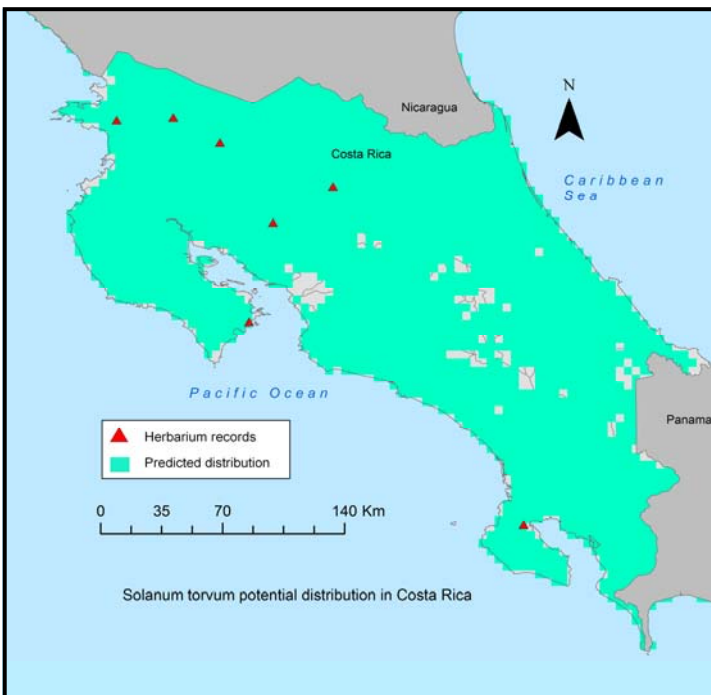 Nicaragua
N
Costa Rica
Caribbean
Sea
Pacific Ocean
Panama
Herbarium records
Predicted distribution
0 35 70 140 Km
Solanum torvum potential distribution in Costa Rica